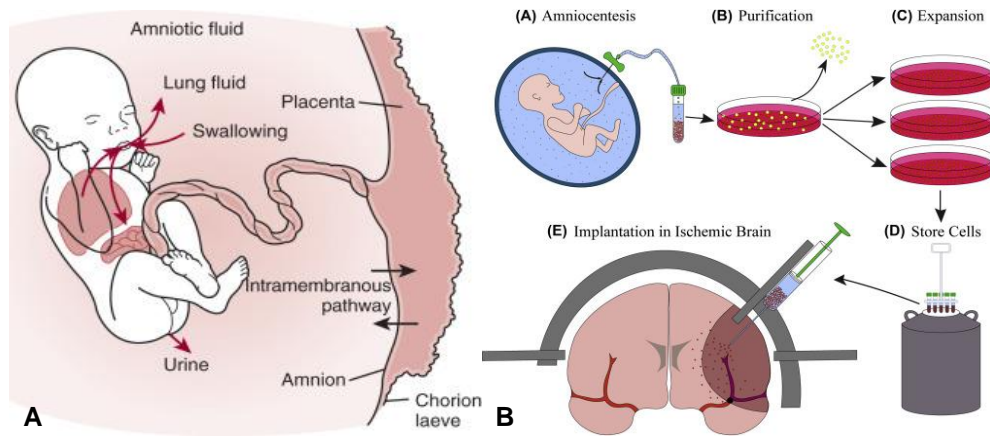 Amniotic fluid
Lung fluid
Swallowing
Placenta
Intramembranous
pathway
Urine
Amnion
Chorion
laeve
A
(A) Amniocentesis
(B) Purification
(C) Expansion
(E) Implantation in Ischemic Brain
(D) Store Cells
B